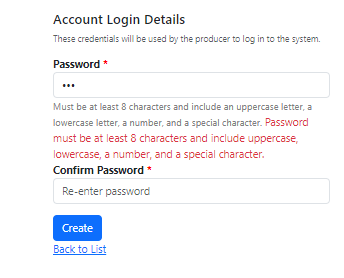 Account Login Details
These credentials will be used by the producer to log in to the system.
Password *
•••
Must be at least 8 characters and include an uppercase letter, a
lowercase letter, a number, and a special character. Password
must be at least 8 characters and include uppercase,
lowercase, a number, and a special character.
Confirm Password *
Re-enter password
Create
Back to List